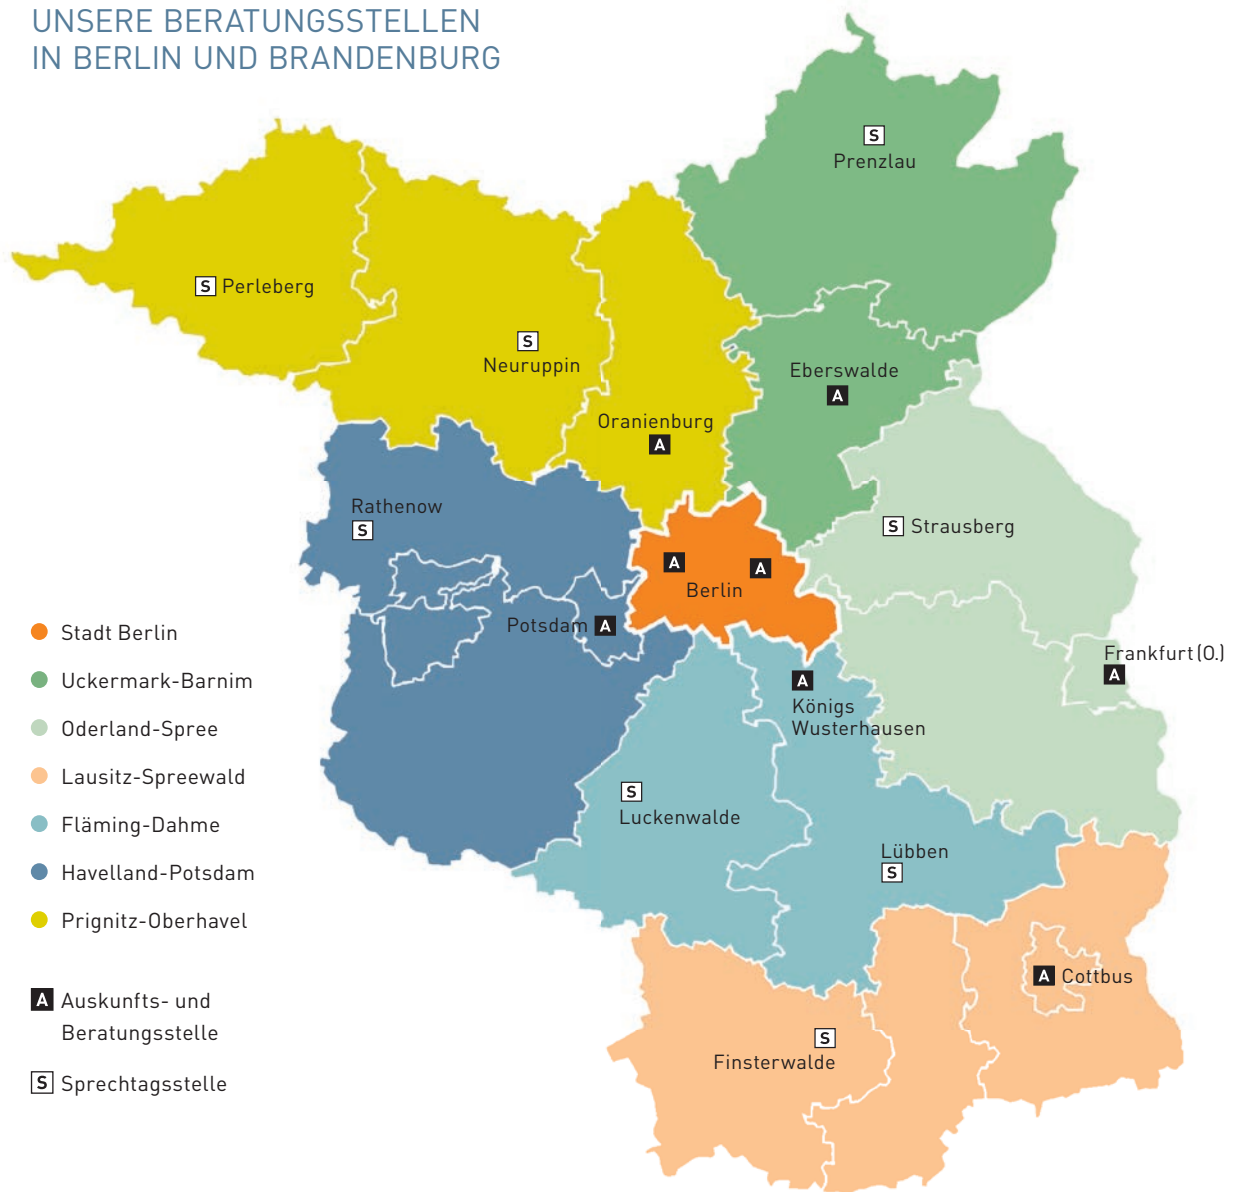 UNSERE BERATUNGSSTELLEN
IN BERLIN UND BRANDENBURG
S
Prenzlau
S Perleberg
S
Neuruppin
Eberswalde
A
Oranienburg
A
Rathenow
S
S Strausberg
A
A
Berlin
Potsdam A
Frankfurt (O.)
A
A
Königs
Wusterhausen
S
Luckenwalde
Lübben
S
A Cottbus
S
Finsterwalde
Stadt Berlin
Uckermark-Barnim
Oderland-Spree
Lausitz-Spreewald
Fläming-Dahme
Havelland-Potsdam
Prignitz-Oberhavel
A Auskunfts- und
Beratungsstelle
S Sprechtagsstelle